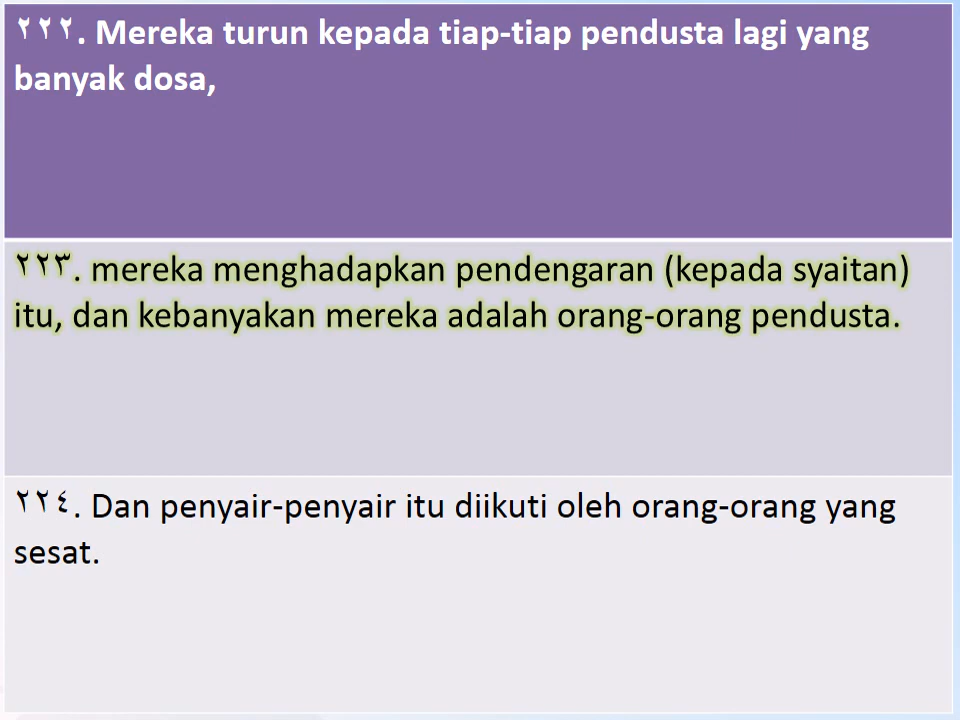 ٢٢٢. Mereka turun kepada tiap-tiap pendusta lagi yang
banyak dosa,
٢٢٣. mereka menghadapkan pendengaran (kepada syaitan)
itu, dan kebanyakan mereka adalah orang-orang pendusta.
٢٢٤. Dan penyair-penyair itu diikuti oleh orang-orang yang
sesat.